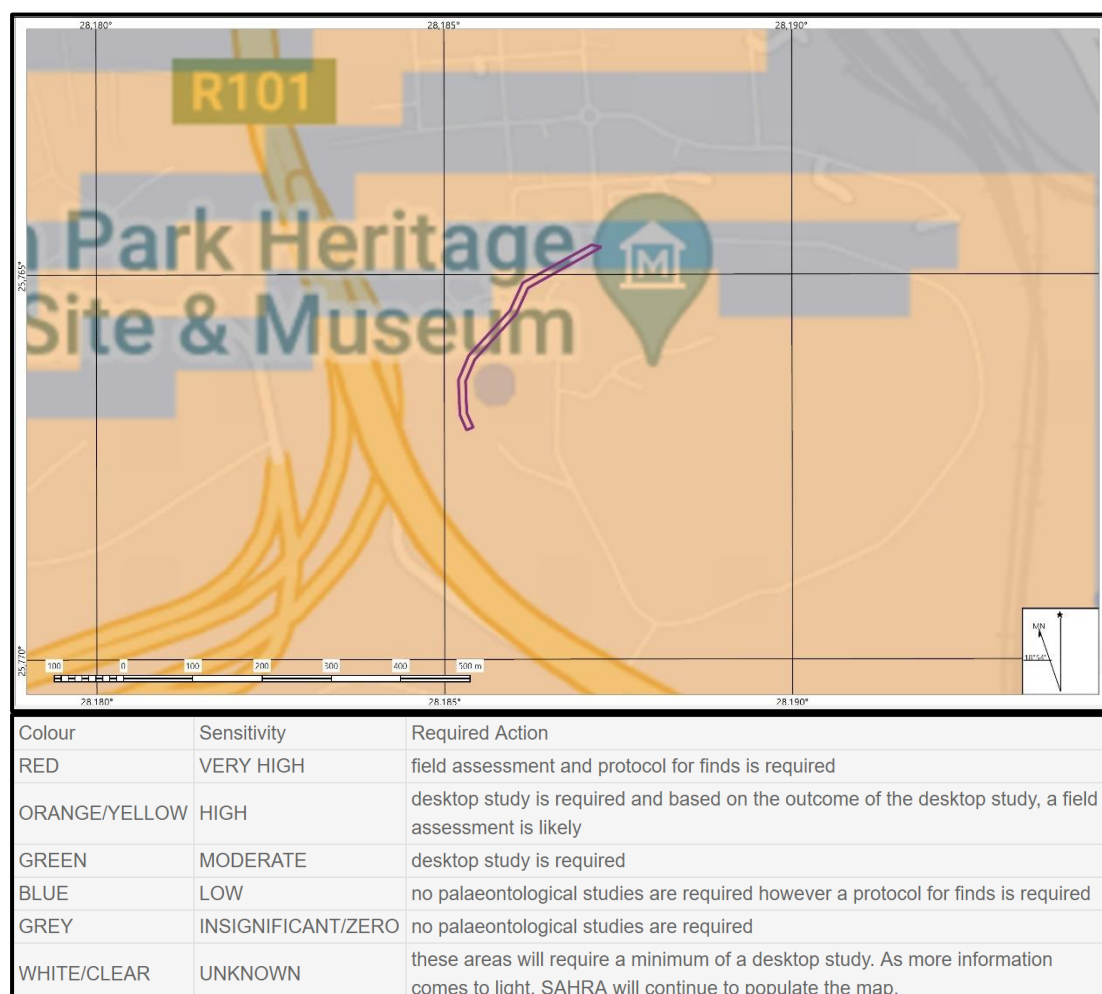 28.180° 28.185° 28.190°
R101
n Park Heritage
Site & Museum
M
25.765° 25.765°
MN
18°54'
25.770°
100 0 100 200 300 400 500 m
28.180° 28.185° 28.190°
Colour Sensitivity Required Action
RED VERY HIGH field assessment and protocol for finds is required
ORANGE/YELLOW HIGH desktop study is required and based on the outcome of the desktop study, a field assessment is likely
GREEN MODERATE desktop study is required
BLUE LOW no palaeontological studies are required however a protocol for finds is required
GREY INSIGNIFICANT/ZERO no palaeontological studies are required
WHITE/CLEAR UNKNOWN these areas will require a minimum of a desktop study. As more information comes to light, SAHRA will continue to populate the map.